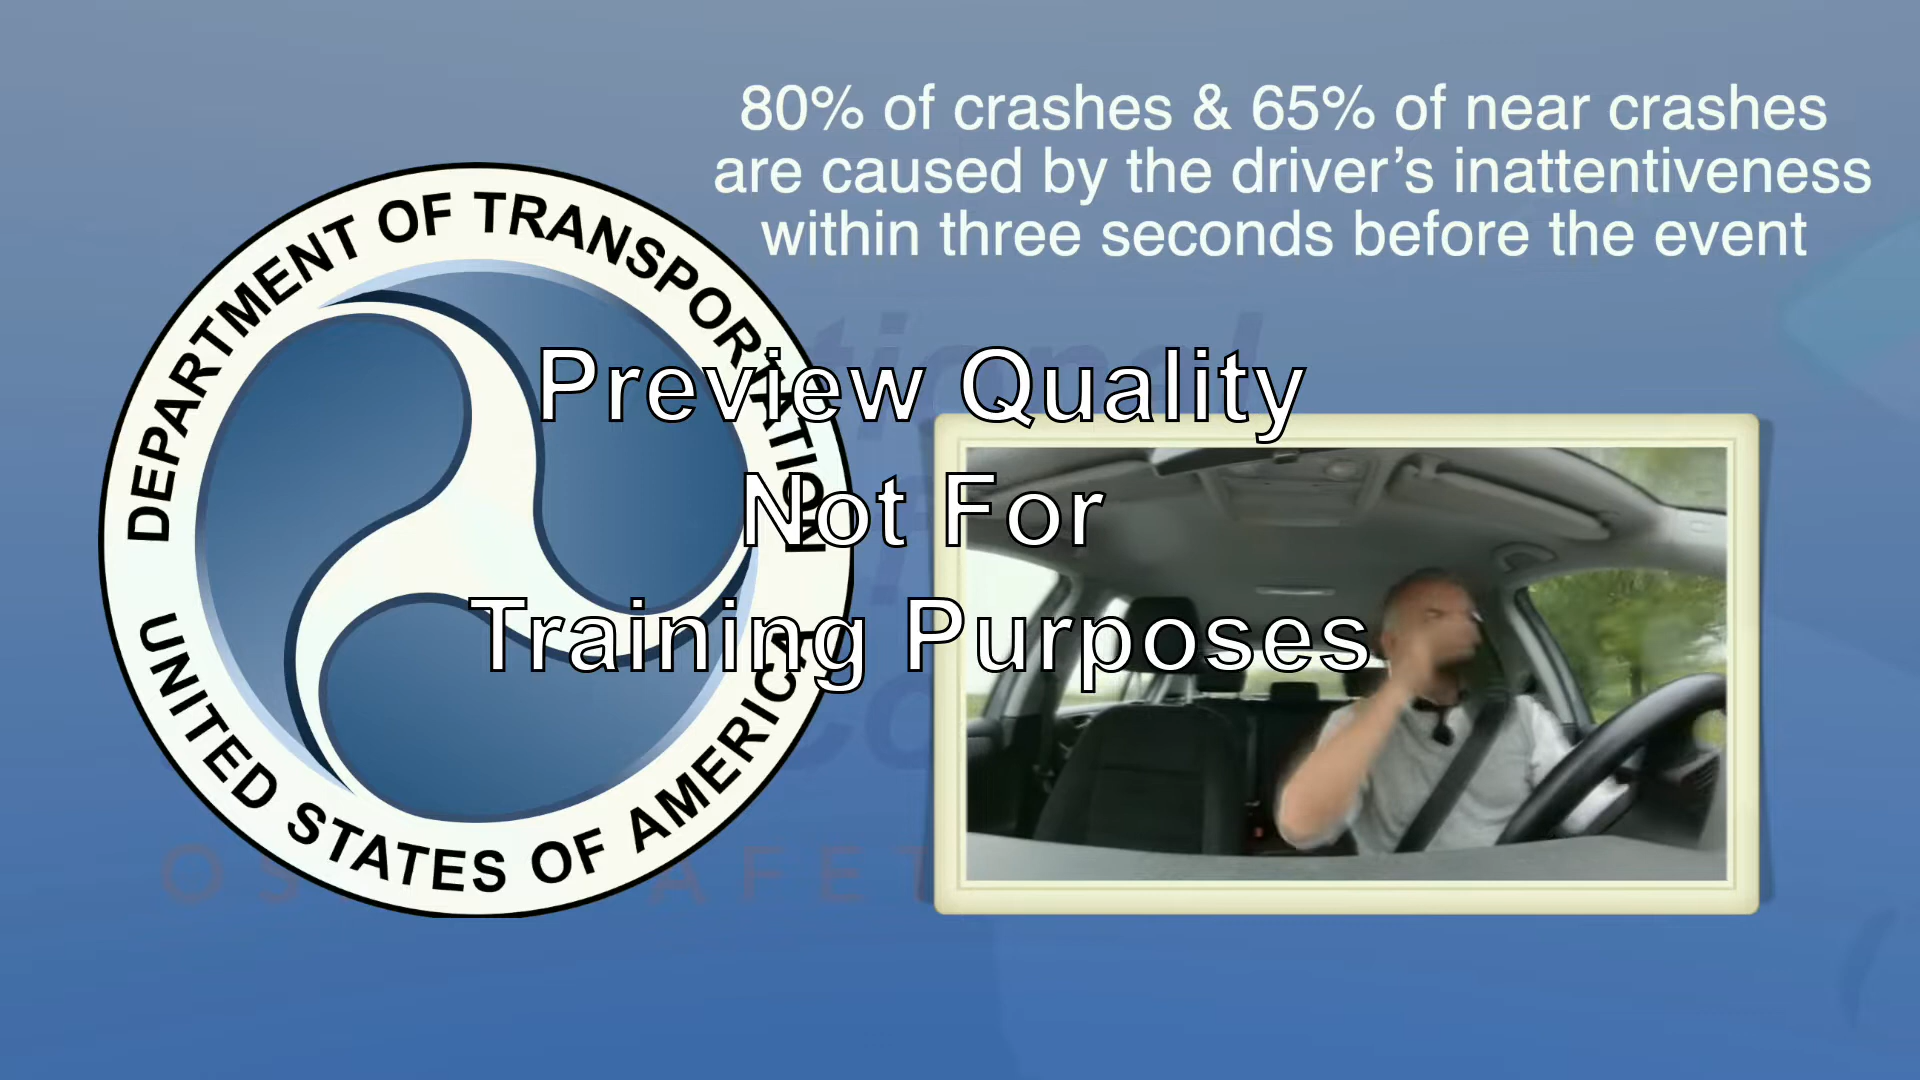 80% of crashes & 65% of near crashes
are caused by the driver’s inattentiveness
within three seconds before the event
DEPARTMENT OF TRANSPORTATION
UNITED STATES OF AMERICA
Preview Quality
Not For
Training Purposes